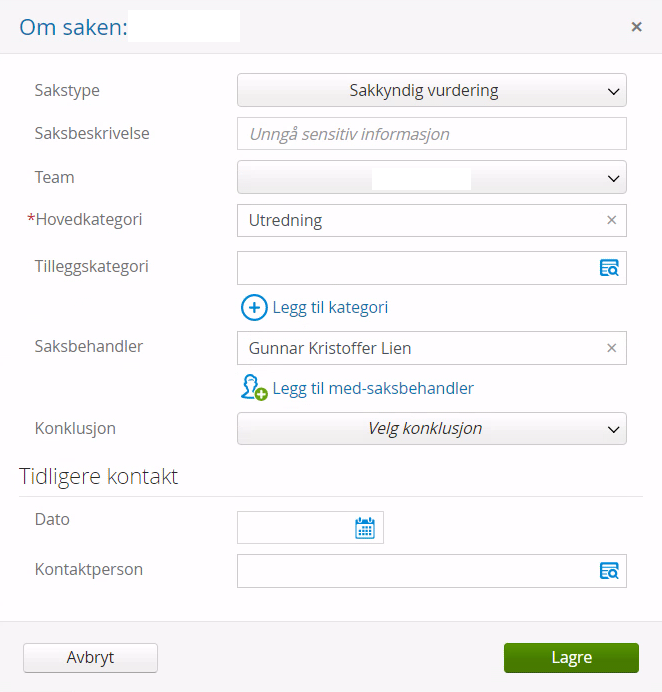 Om saken:
Sakstype
Sakkyndig vurdering
Saksbeskrivelse
Unngå sensitiv informasjon
Team
*Hovedkategori
Utredning
Tilleggskategori
Legg til kategori
Saksbehandler
Gunnar Kristoffer Lien
Legg til med-saksbehandler
Konklusjon
Velg konklusjon
Tidligere kontakt
Dato
Kontaktperson
Avbryt
Lagre